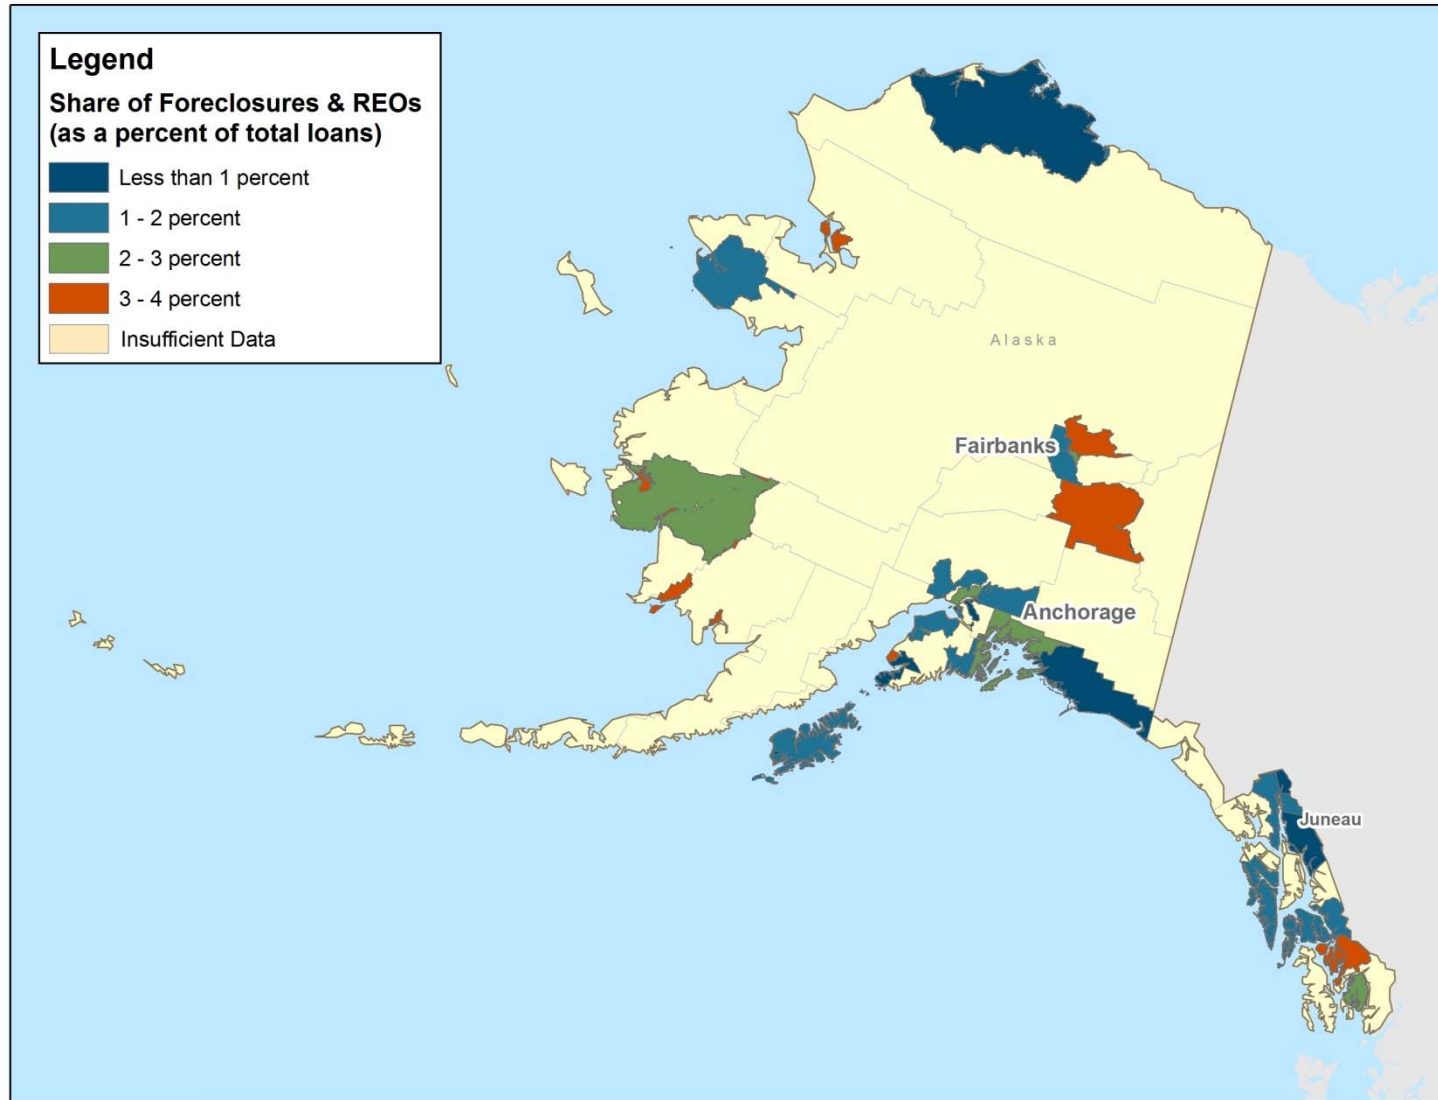 Legend
Share of Foreclosures & REOs
(as a percent of total loans)
Less than 1 percent
1 - 2 percent
2 - 3 percent
3 - 4 percent
Insufficient Data
Alaska
Fairbanks
Anchorage
Juneau